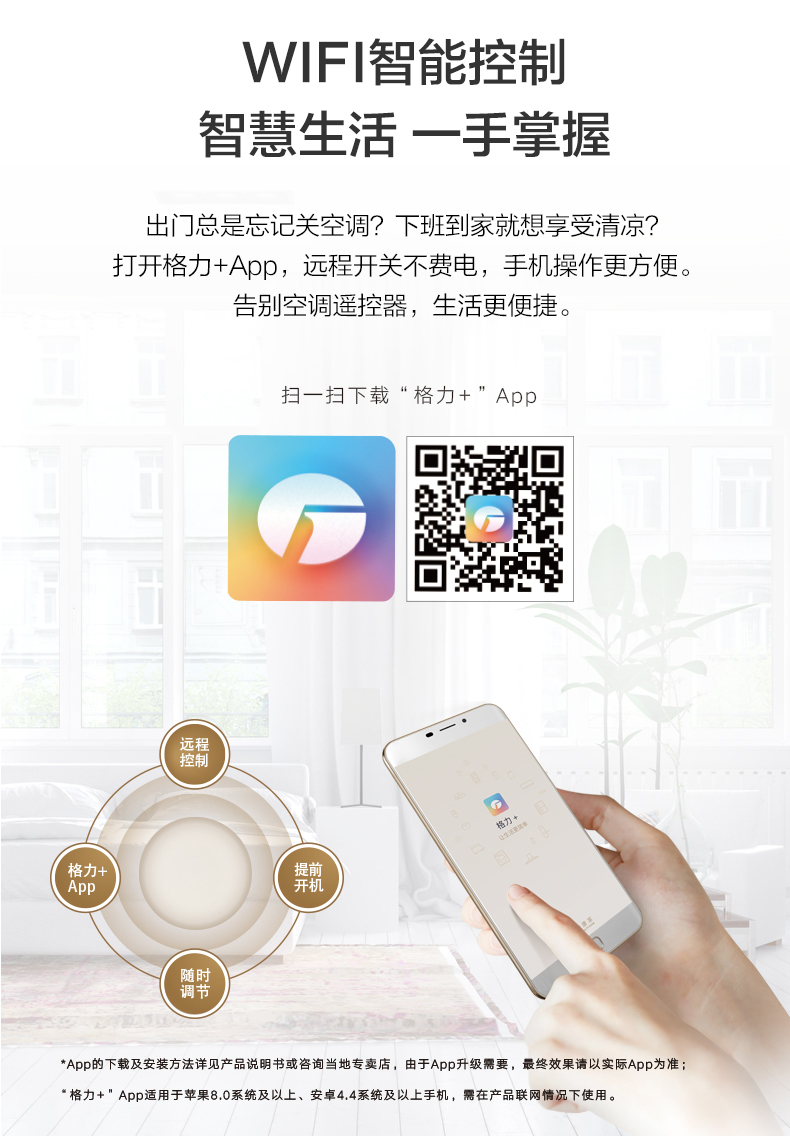 WIFI智能控制
智慧生活 一手掌握
出门总是忘记关空调？下班到家就想享受清凉？
打开格力+App，远程开关不费电，手机操作更方便。
告别空调遥控器，生活更便捷。
扫一扫下载“格力+”App
远程
控制
格力+
App
提前
开机
随时
调节
格力+
让生活更简单
*App的下载及安装方法详见产品说明书或咨询当地专卖店，由于App升级需要，最终效果请以实际App为准；
“格力+”App适用于苹果8.0系统及以上、安卓4.4系统及以上手机，需在产品联网情况下使用。